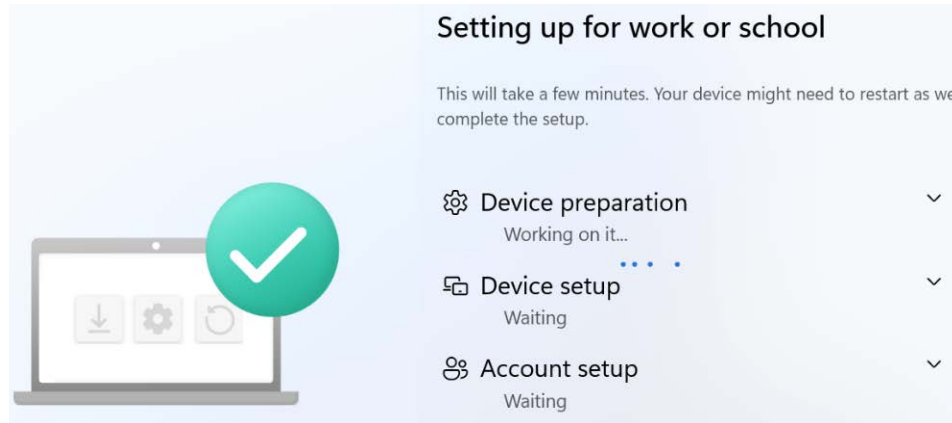 Setting up for work or school
This will take a few minutes. Your device might need to restart as we
complete the setup.
Device preparation
Working on it...
Device setup
Waiting
Account setup
Waiting